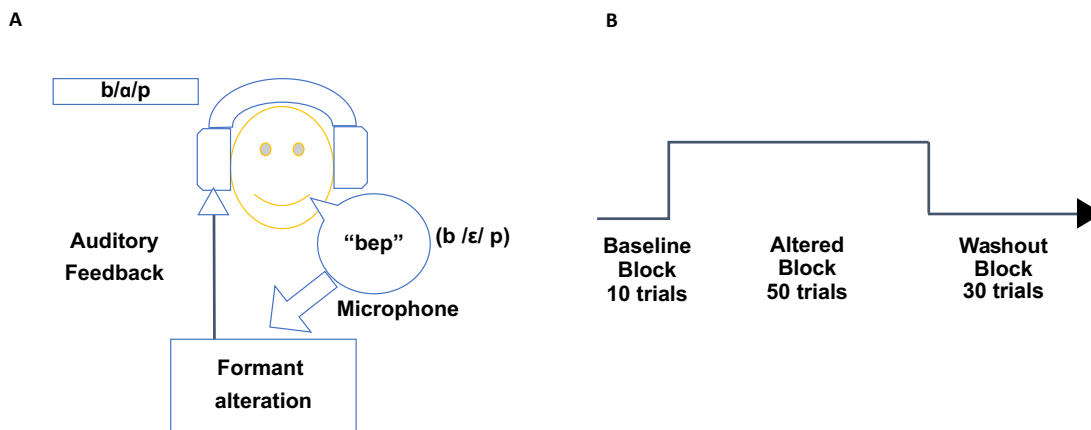 A
b/ɑ/p
"bep"
(b /ɛ/ p)
Auditory
Feedback
Microphone
Formant
alteration
B
Baseline
Block
10 trials
Altered
Block
50 trials
Washout
Block
30 trials